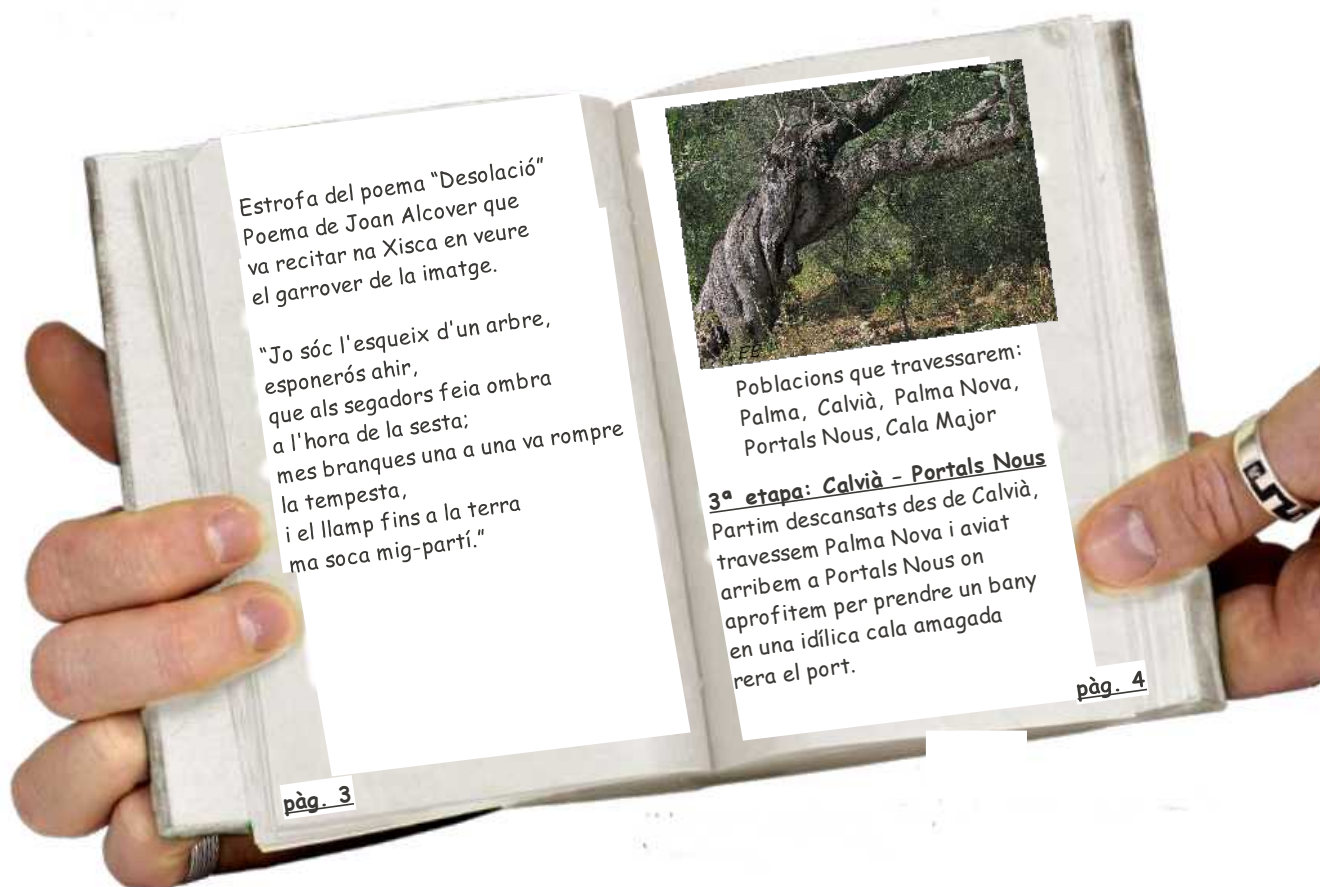 Estrofa del poema “Desolació”
Poema de Joan Alcover que
va recitar na Xisca en veure
el garrover de la imatge.
“Jo sóc l'esqueix d'un arbre,
esponerós ahir,
que als segadors feia ombra
a l'hora de la sesta;
mes branques una a una va rompre
la tempesta,
i el llamp fins a la terra
ma soca mig-partí.”
pàg. 3
Poblacions que travessarem:
Palma, Calvià, Palma Nova,
Portals Nous, Cala Major
3ª etapa: Calvià – Portals Nous
Partim descansats des de Calvià,
travessem Palma Nova i aviat
arribem a Portals Nous on
aprofitem per prendre un bany
en una idílica cala amagada
rera el port.
pàg. 4